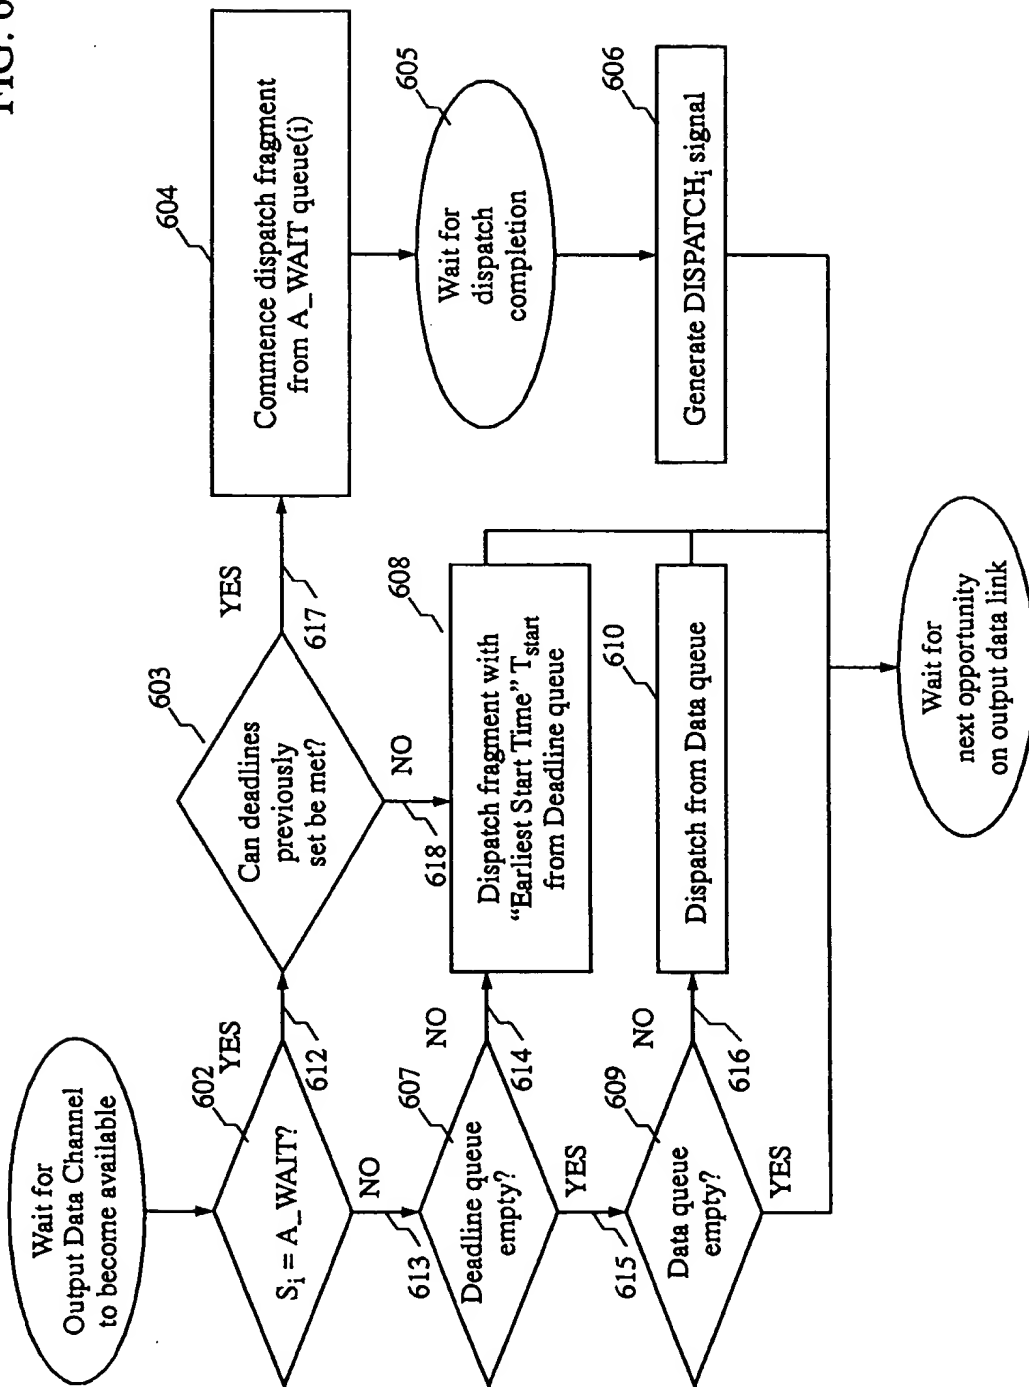 FIG. 6
Wait for
Output Data Channel
to become available
602
YES
S_i = A_WAIT?
612
NO
613
603
Can deadlines
previously
set be met?
YES
617
NO
618
604
Commence dispatch fragment
from A_WAIT queue(i)
605
Wait for
dispatch
completion
606
Generate DISPATCH_i signal
607
Deadline queue
empty?
NO
614
YES
615
608
Dispatch fragment with
“Earliest Start Time” T_start
from Deadline queue
609
Data queue
empty?
NO
616
YES
610
Dispatch from Data queue
Wait for
next opportunity
on output data link